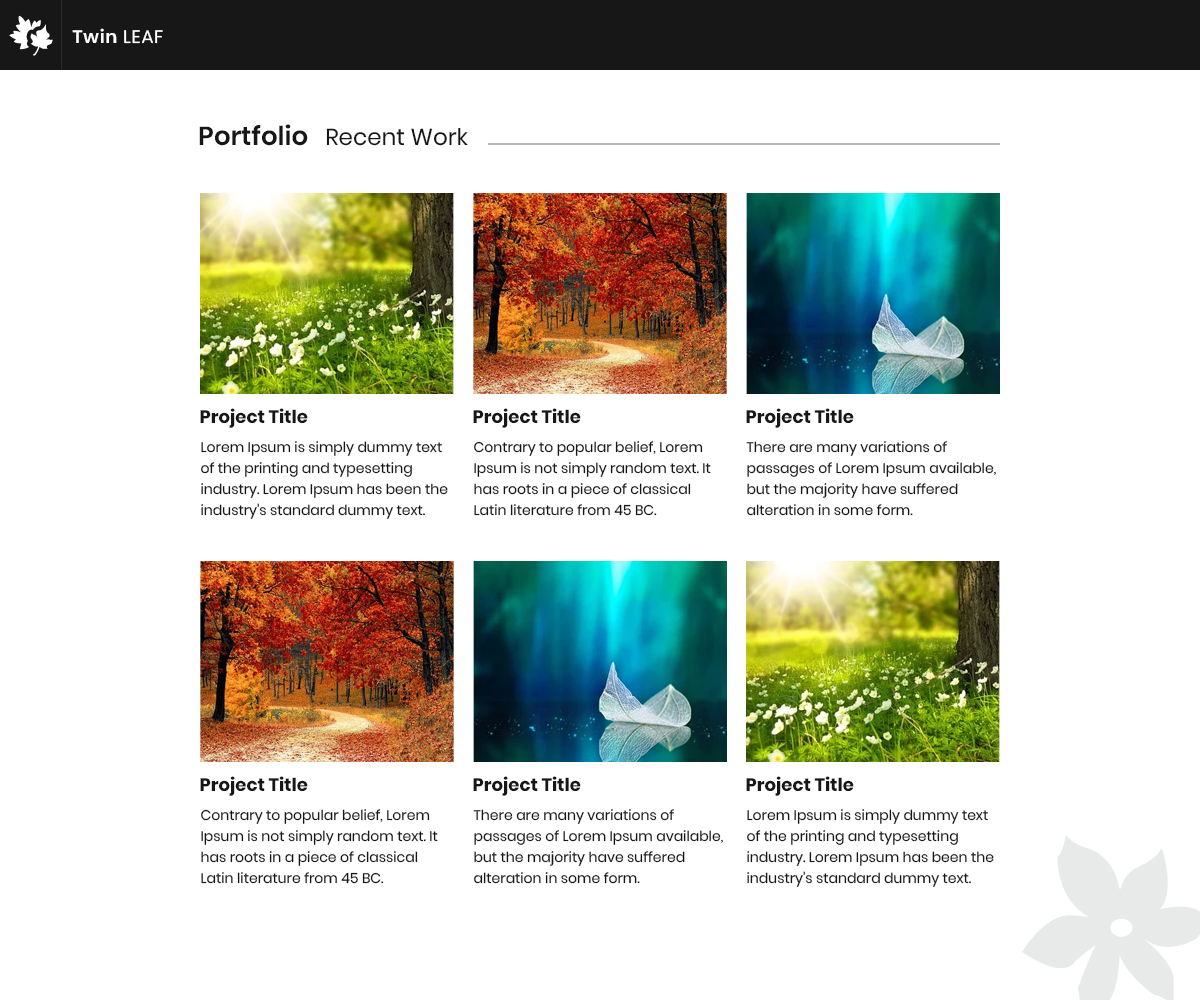 Twin LEAF
Portfolio Recent Work
Project Title
Lorem Ipsum is simply dummy text
of the printing and typesetting
industry. Lorem Ipsum has been the
industry's standard dummy text.
Project Title
Contrary to popular belief, Lorem
Ipsum is not simply random text. It
has roots in a piece of classical
Latin literature from 45 BC.
Project Title
There are many variations of
passages of Lorem Ipsum available,
but the majority have suffered
alteration in some form.
Project Title
Contrary to popular belief, Lorem
Ipsum is not simply random text. It
has roots in a piece of classical
Latin literature from 45 BC.
Project Title
There are many variations of
passages of Lorem Ipsum available,
but the majority have suffered
alteration in some form.
Project Title
Lorem Ipsum is simply dummy text
of the printing and typesetting
industry. Lorem Ipsum has been the
industry's standard dummy text.